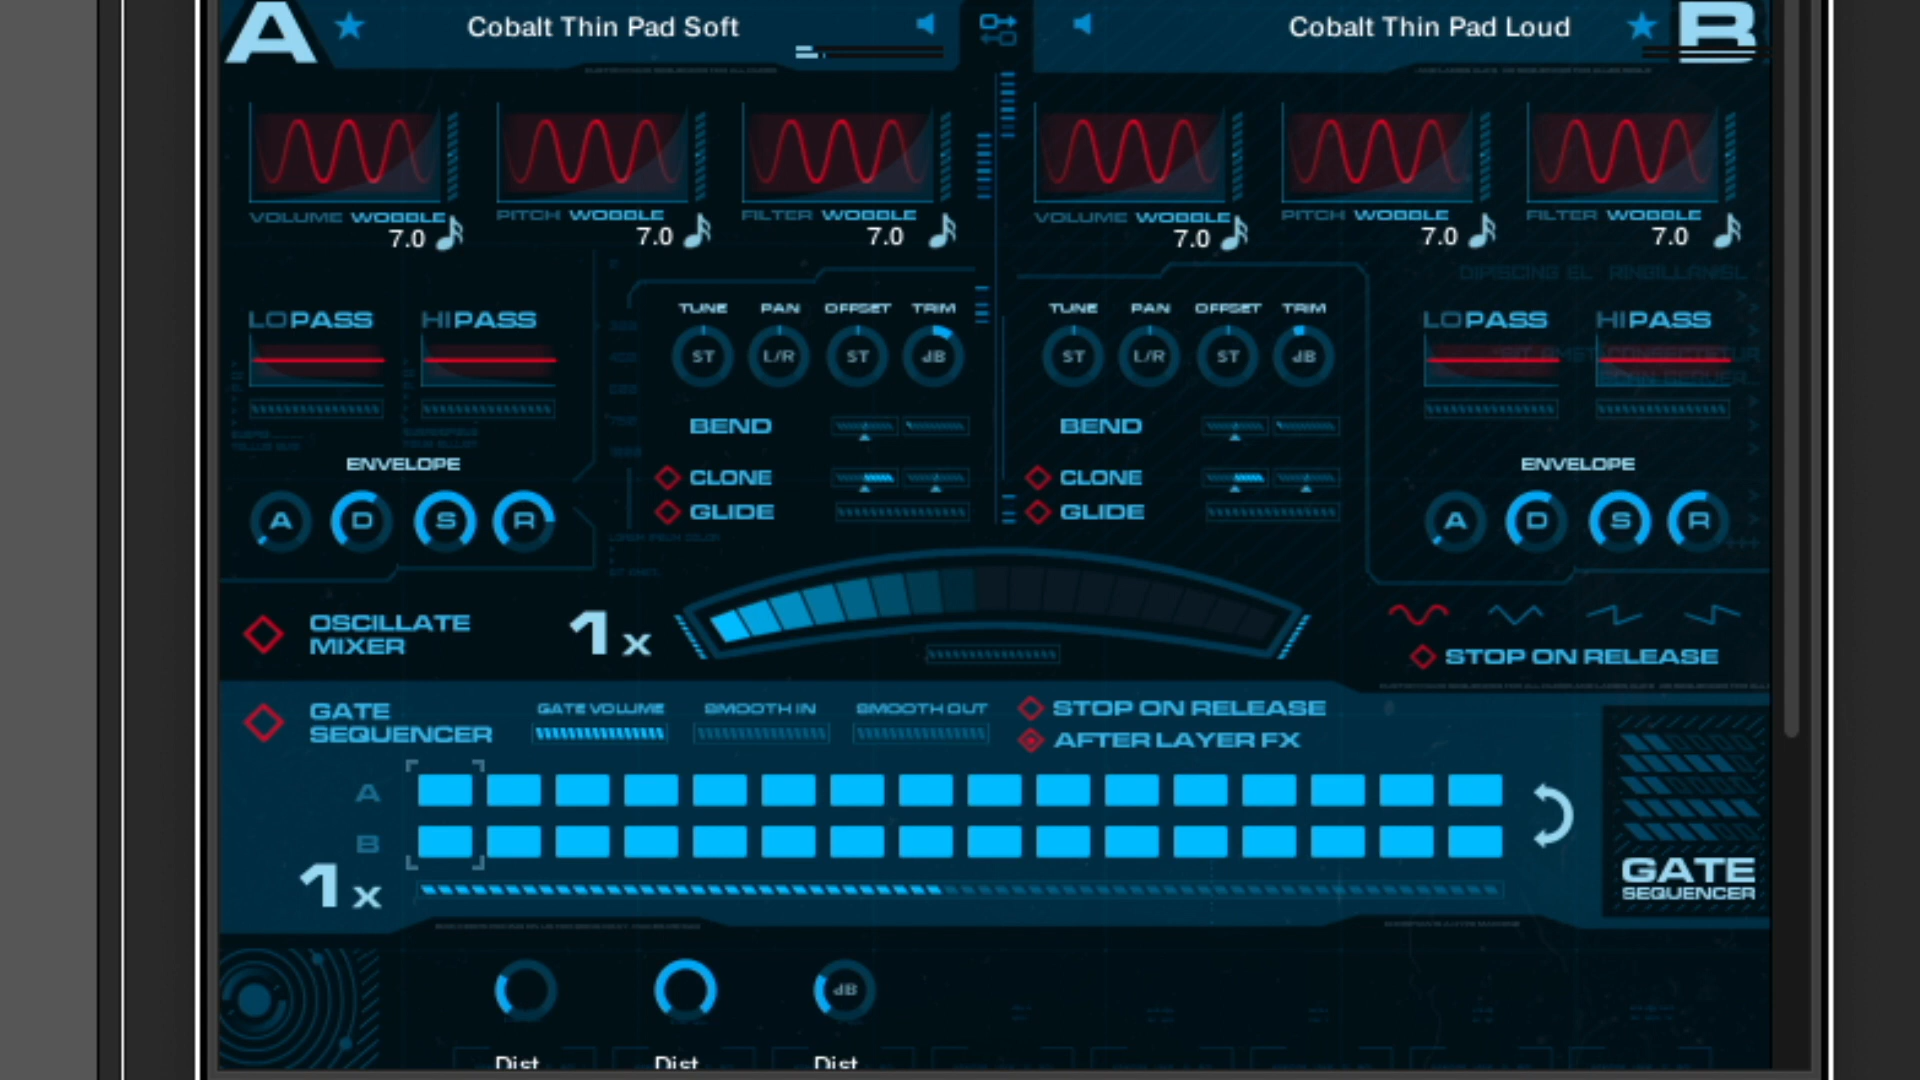 A Cobalt Thin Pad Soft Cobalt Thin Pad Loud B
VOLUME WOBBLE PITCH WOBBLE FILTER WOBBLE VOLUME WOBBLE PITCH WOBBLE FILTER WOBBLE
7.0 7.0 7.0 7.0 7.0 7.0
TUNE PAN OFFSET TRIM TUNE PAN OFFSET TRIM
LOPASS HIPASS LOPASS HIPASS
ST L/R ST dB ST L/R ST dB
BEND BEND
ENVELOPE ENVELOPE
CLONE CLONE
GLIDE GLIDE
A D S R A D S R
OSCILLATE
MIXER
1x
STOP ON RELEASE
GATE
SEQUENCER
GATE VOLUME SMOOTH IN SMOOTH OUT
STOP ON RELEASE
AFTER LAYER FX
A
B
1x
GATE
SEQUENCER
dB
Dist Dist Dist